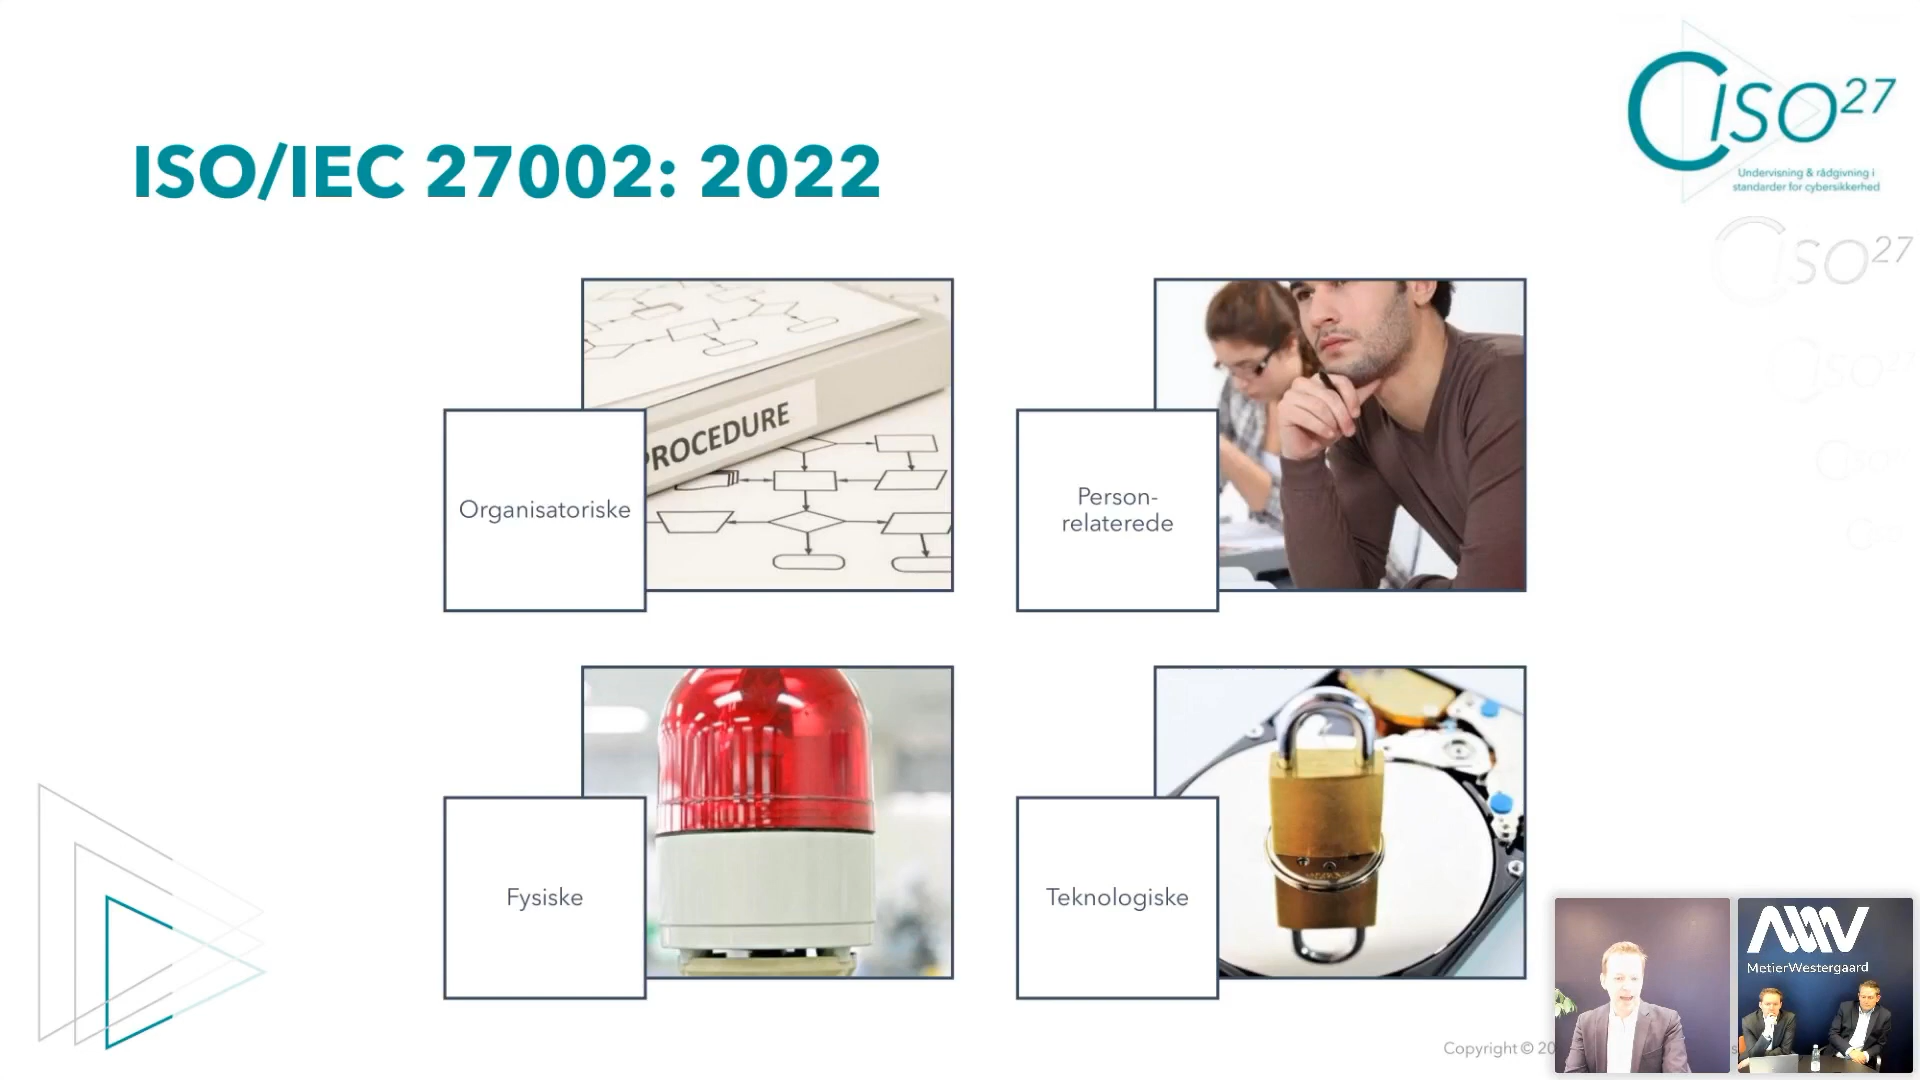 CISO27
Undervisning & rådgivning i
standarder for cybersikkerhed
ISO/IEC 27002: 2022
ISO27
PROCEDURE
Organisatoriske
Person-
relaterede
Fysiske
Teknologiske
MetierWestergaard
Copyright © 20